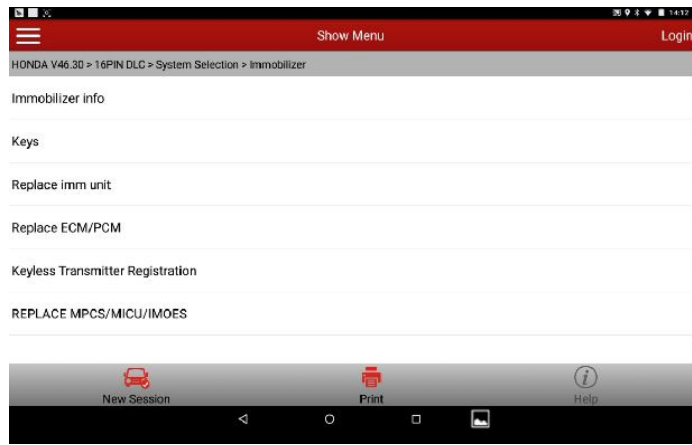 14:12
Show Menu
Login
HONDA V46.30 > 16PIN DLC > System Selection > Immobilizer
Immobilizer info
Keys
Replace imm unit
Replace ECM/PCM
Keyless Transmitter Registration
REPLACE MPCS/MICU/IMOES
New Session
Print
Help